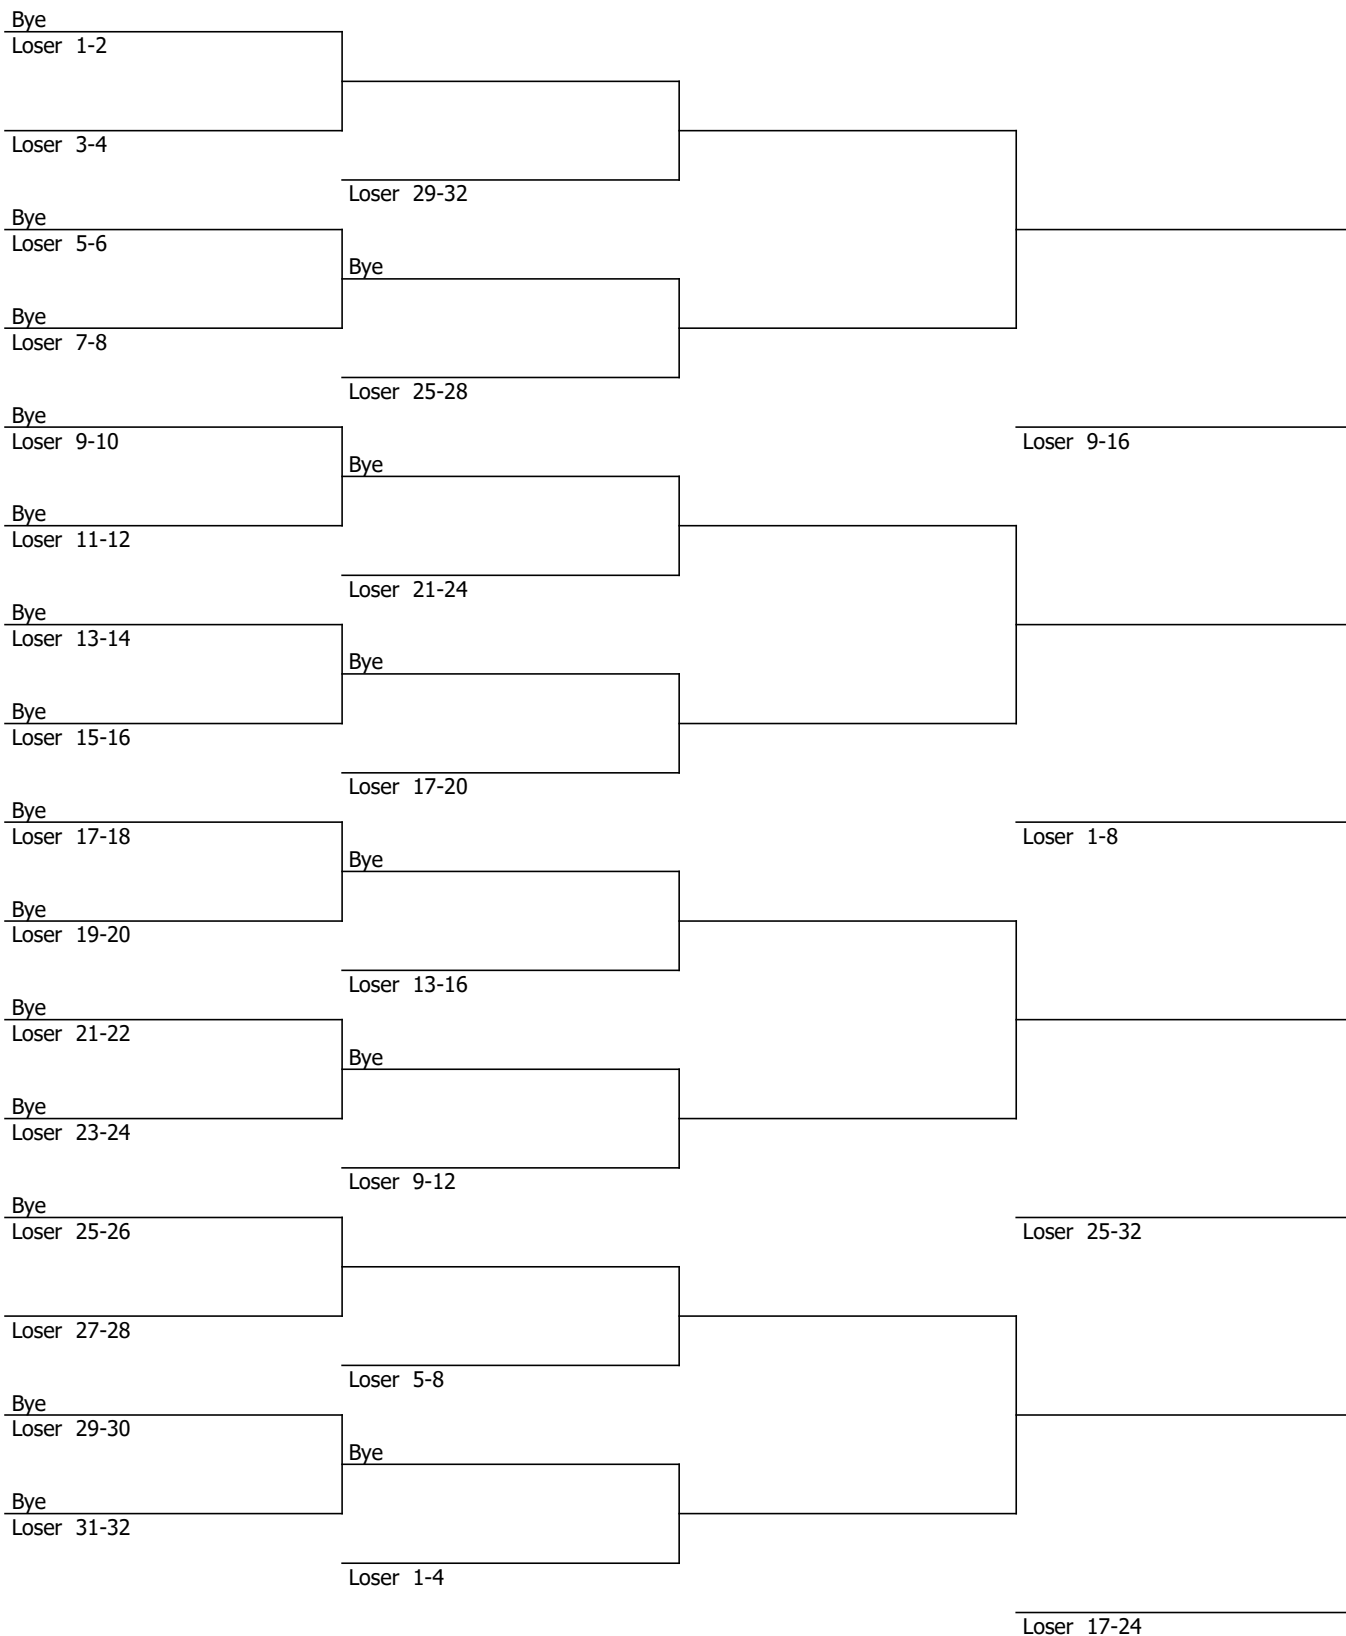 Bye
Loser 1-2
Loser 3-4
Loser 29-32
Bye
Loser 5-6
Bye
Bye
Loser 7-8
Loser 25-28
Bye
Loser 9-10
Loser 9-16
Bye
Bye
Loser 11-12
Loser 21-24
Bye
Loser 13-14
Bye
Bye
Loser 15-16
Loser 17-20
Bye
Loser 17-18
Loser 1-8
Bye
Bye
Loser 19-20
Loser 13-16
Bye
Loser 21-22
Bye
Bye
Loser 23-24
Loser 9-12
Bye
Loser 25-26
Loser 25-32
Loser 27-28
Loser 5-8
Bye
Loser 29-30
Bye
Bye
Loser 31-32
Loser 1-4
Loser 17-24